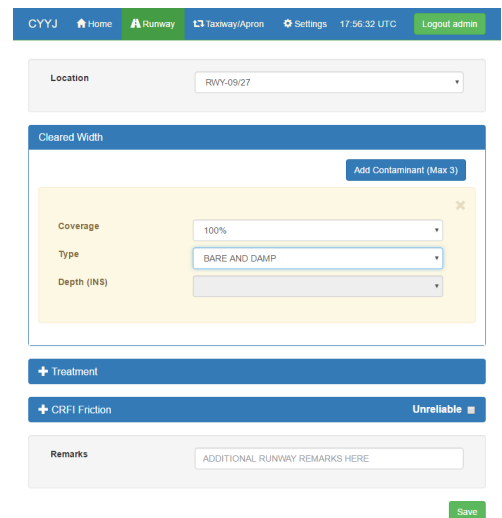 CYYJ Home Runway Taxiway/Apron Settings 17:56:32 UTC Logout admin
Location RWY-09/27
Cleared Width
Add Contaminant (Max 3)
Coverage 100%
Type BARE AND DAMP
Depth (INS)
Treatment
CRFI Friction Unreliable
Remarks ADDITIONAL RUNWAY REMARKS HERE
Save